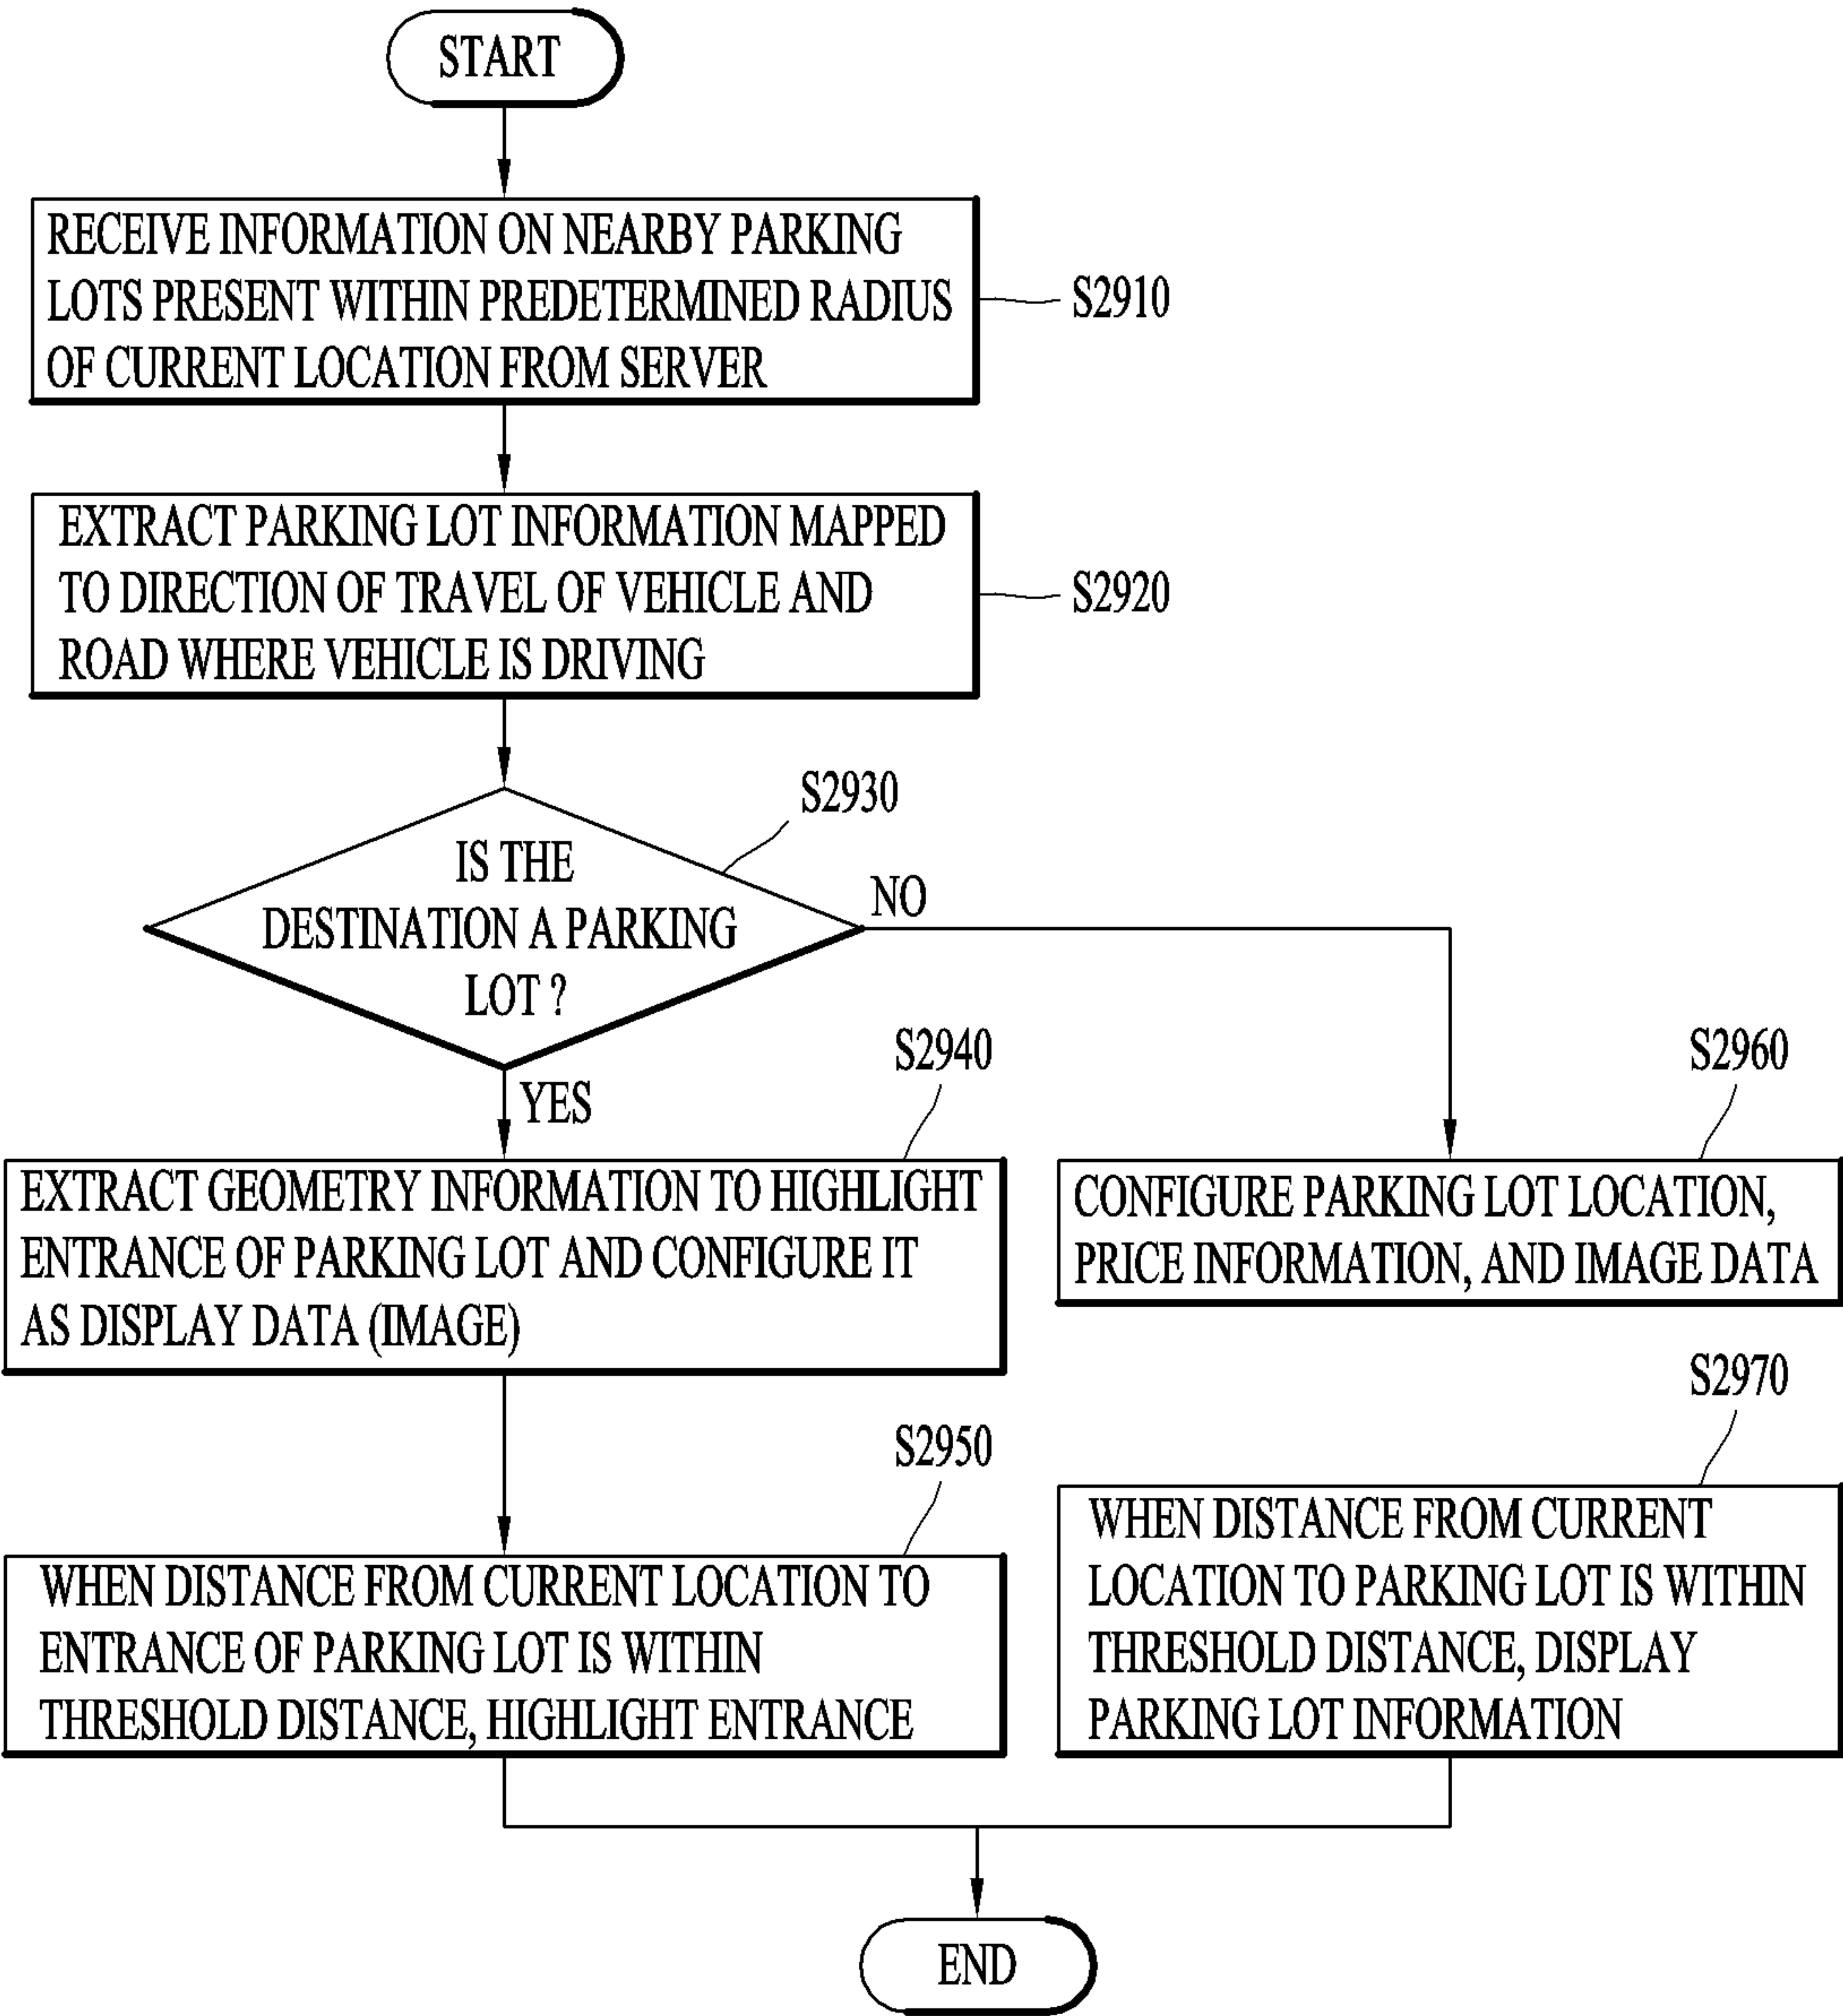 START
RECEIVE INFORMATION ON NEARBY PARKING
LOTS PRESENT WITHIN PREDETERMINED RADIUS
OF CURRENT LOCATION FROM SERVER
S2910
EXTRACT PARKING LOT INFORMATION MAPPED
TO DIRECTION OF TRAVEL OF VEHICLE AND
ROAD WHERE VEHICLE IS DRIVING
S2920
S2930
IS THE
DESTINATION A PARKING
LOT ?
NO
YES
S2940
EXTRACT GEOMETRY INFORMATION TO HIGHLIGHT
ENTRANCE OF PARKING LOT AND CONFIGURE IT
AS DISPLAY DATA (IMAGE)
S2960
CONFIGURE PARKING LOT LOCATION,
PRICE INFORMATION, AND IMAGE DATA
S2950
WHEN DISTANCE FROM CURRENT LOCATION TO
ENTRANCE OF PARKING LOT IS WITHIN
THRESHOLD DISTANCE, HIGHLIGHT ENTRANCE
S2970
WHEN DISTANCE FROM CURRENT
LOCATION TO PARKING LOT IS WITHIN
THRESHOLD DISTANCE, DISPLAY
PARKING LOT INFORMATION
END